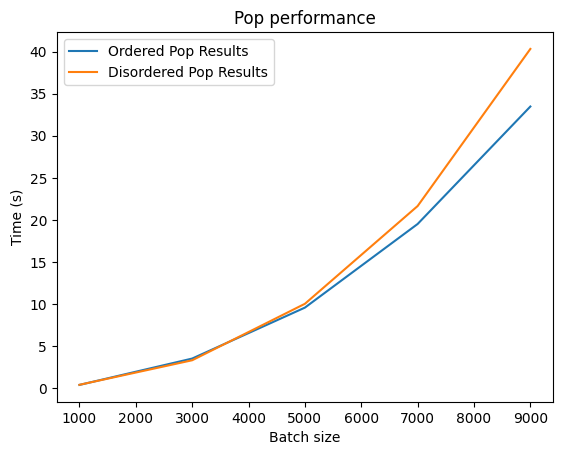 Pop performance
Ordered Pop Results
Disordered Pop Results
Time (s)
40
35
30
25
20
15
10
5
0
1000 2000 3000 4000 5000 6000 7000 8000 9000
Batch size